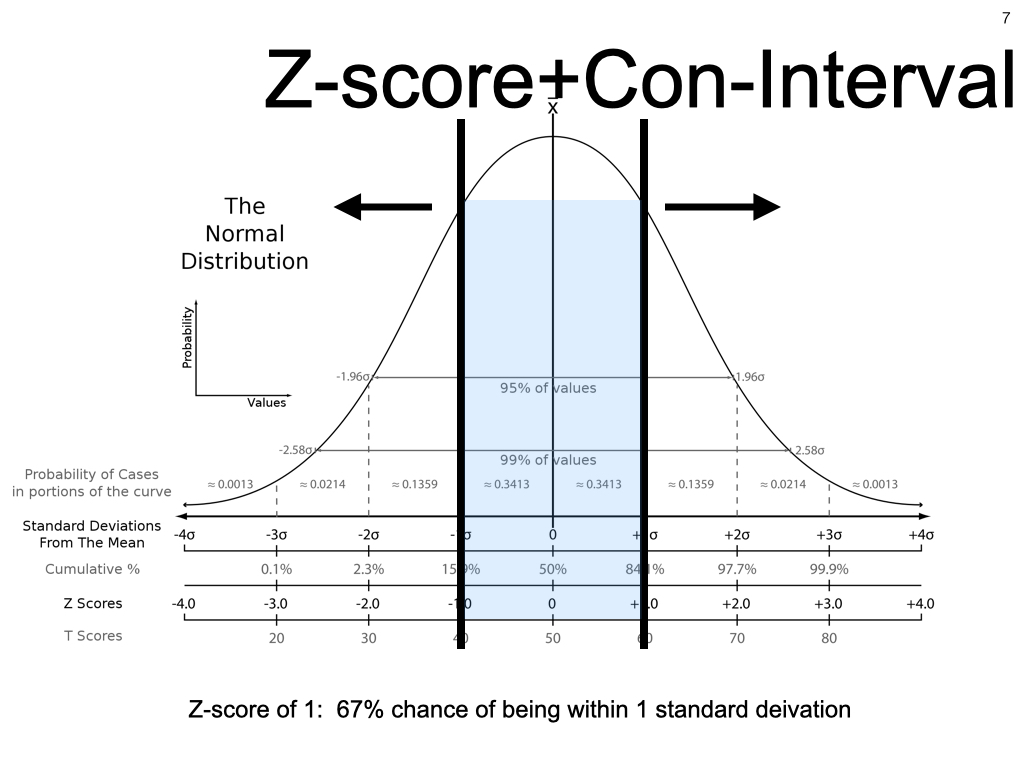 7
Z-score+Con-Interval
x̄
The
Normal
Distribution
Probability
Values
-1.96σ 1.96σ
95% of values
-2.58σ 2.58σ
99% of values
Probability of Cases
in portions of the curve
≈ 0.0013 ≈ 0.0214 ≈ 0.1359 ≈ 0.3413 ≈ 0.3413 ≈ 0.1359 ≈ 0.0214 ≈ 0.0013
Standard Deviations
From The Mean
-4σ -3σ -2σ 0 +2σ +3σ +4σ
Cumulative % 0.1% 2.3% 50% 97.7% 99.9%
Z Scores -4.0 -3.0 -2.0 0 +2.0 +3.0 +4.0
T Scores 20 30 50 70 80
Z-score of 1: 67% chance of being within 1 standard deivation